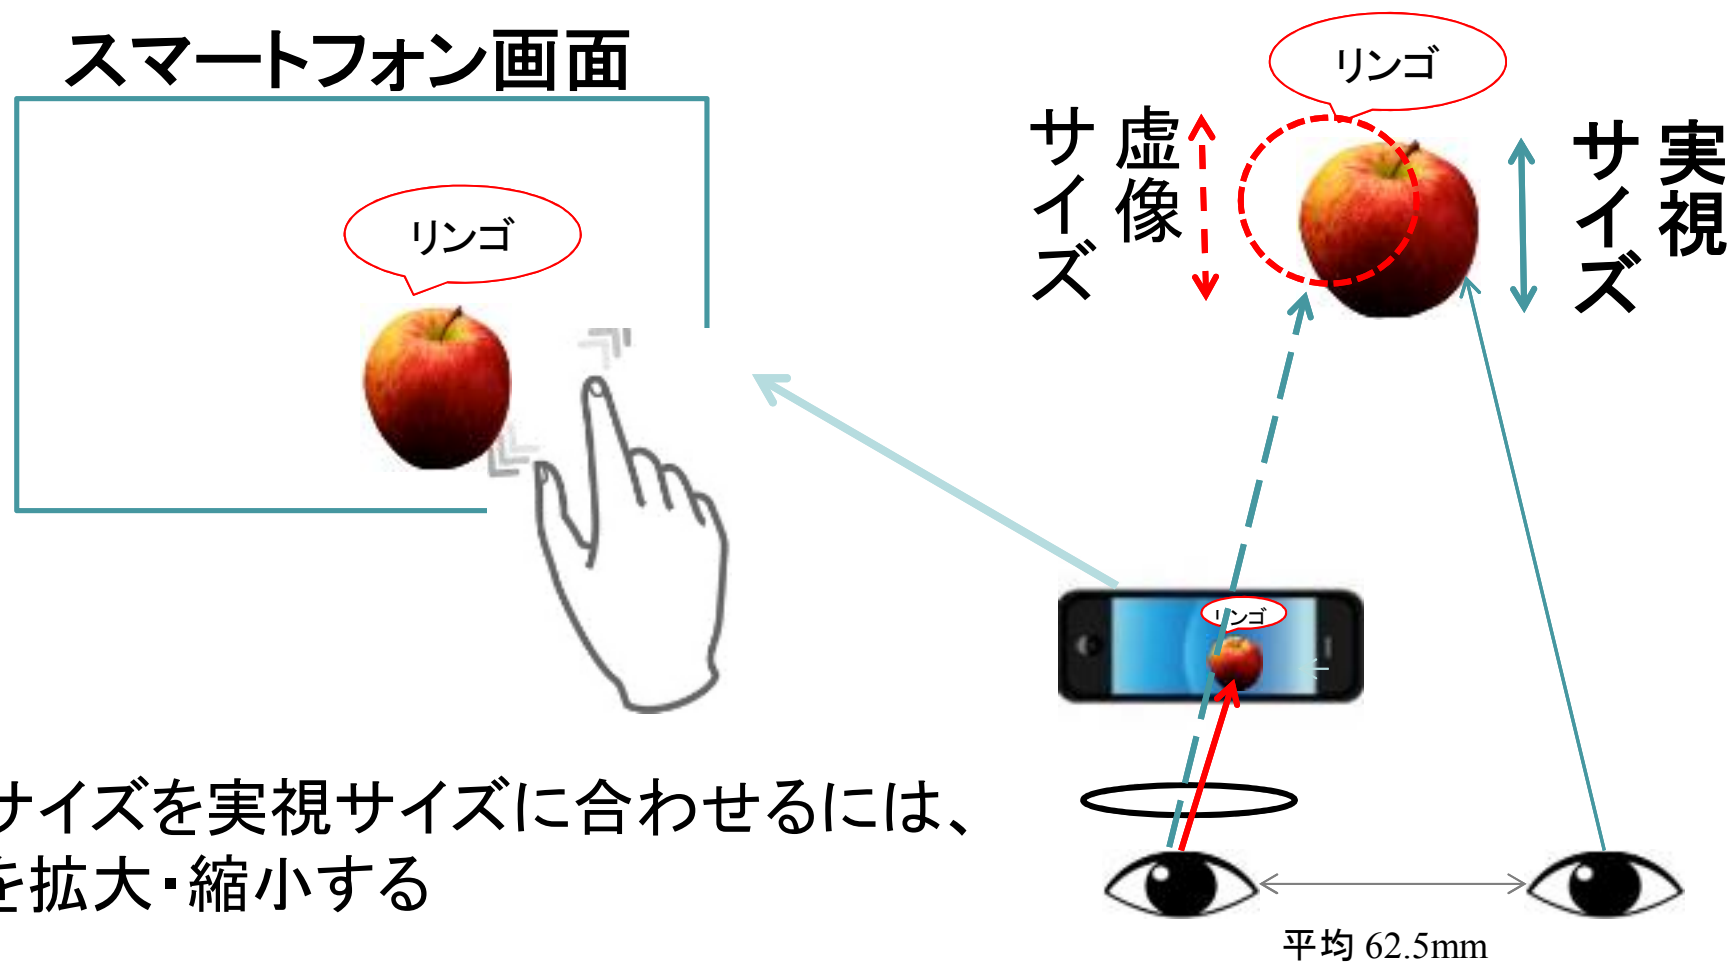 スマートフォン画面
リンゴ
リンゴ
虚像
サイズ
実視
サイズ
リンゴ
サイズを実視サイズに合わせるには、
を拡大・縮小する
平均 62.5mm